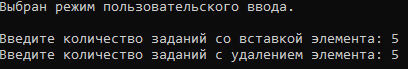 Выбран режим пользовательского ввода.
Введите количество заданий со вставкой элемента: 5
Введите количество заданий с удалением элемента: 5